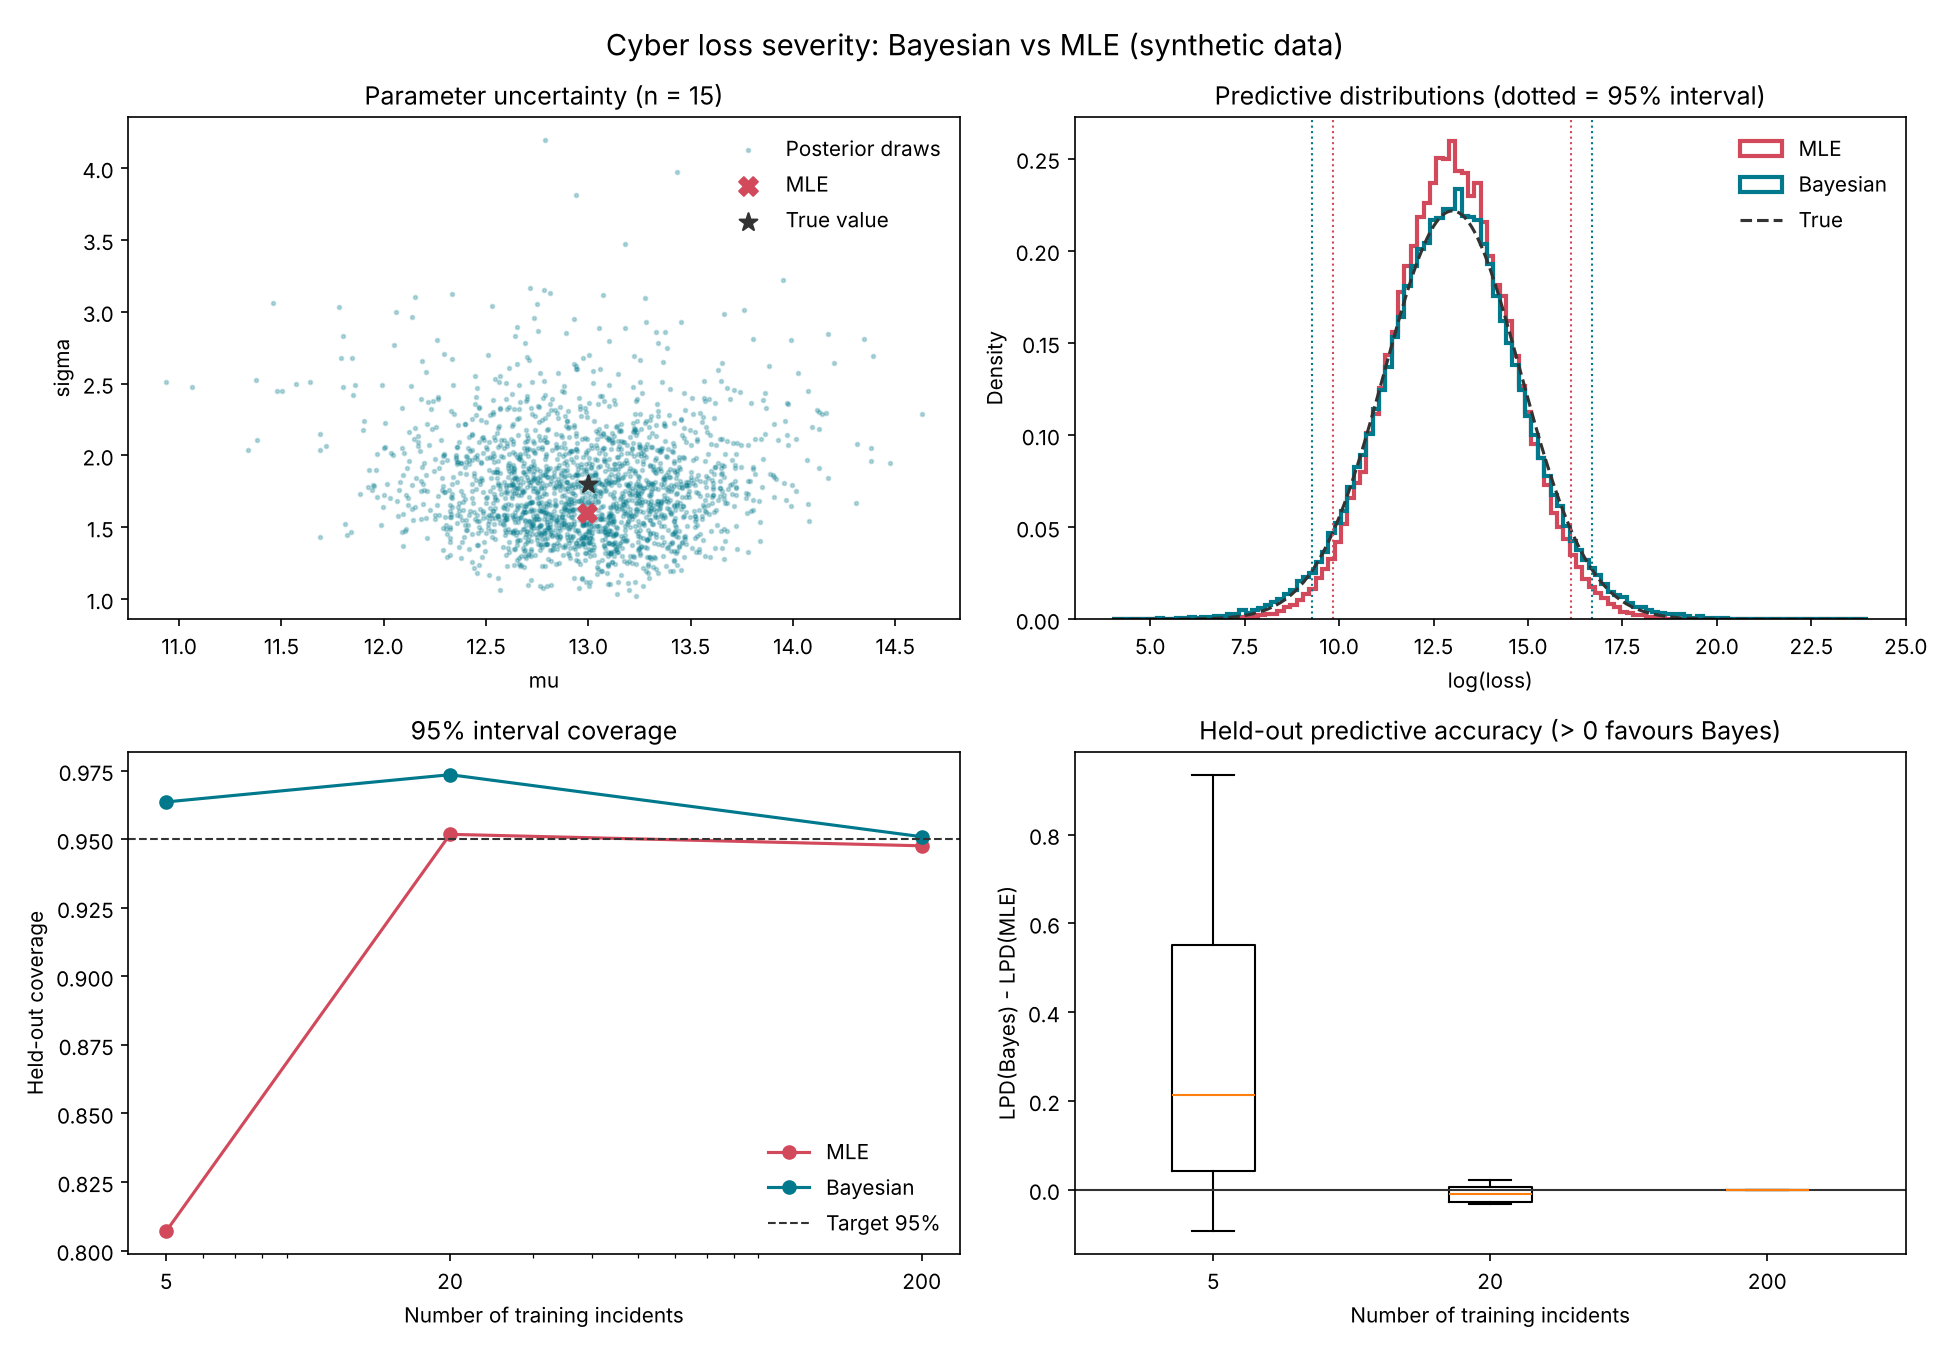 Cyber loss severity: Bayesian vs MLE (synthetic data)
Parameter uncertainty (n = 15)
Posterior draws
MLE
True value
sigma
4.0
3.5
3.0
2.5
2.0
1.5
1.0
11.0 11.5 12.0 12.5 13.0 13.5 14.0 14.5
mu
Predictive distributions (dotted = 95% interval)
MLE
Bayesian
True
Density
0.25
0.20
0.15
0.10
0.05
0.00
5.0 7.5 10.0 12.5 15.0 17.5 20.0 22.5 25.0
log(loss)
95% interval coverage
Held-out coverage
0.975
0.950
0.925
0.900
0.875
0.850
0.825
0.800
MLE
Bayesian
Target 95%
5 20 200
Number of training incidents
Held-out predictive accuracy (> 0 favours Bayes)
LPD(Bayes) - LPD(MLE)
0.8
0.6
0.4
0.2
0.0
5 20 200
Number of training incidents